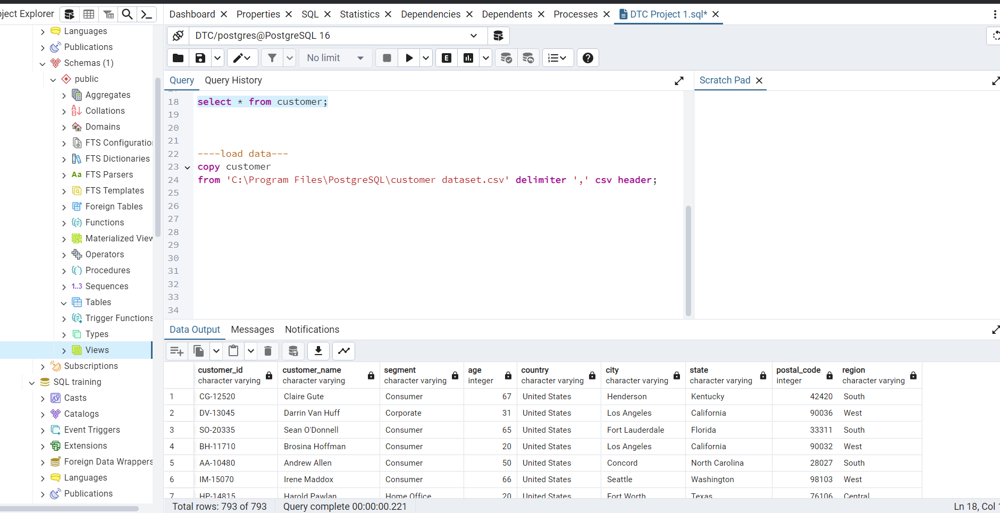 ject Explorer
Dashboard Properties SQL Statistics Dependencies Dependents Processes DTC Project 1.sql*
DTC/postgres@PostgreSQL 16
No limit
E
Query Query History
Scratch Pad
Languages
Publications
Schemas (1)
public
Aggregates
Collations
Domains
FTS Configuratio
FTS Dictionaries
Aa FTS Parsers
FTS Templates
Foreign Tables
Functions
Materialized View
Operators
Procedures
1..3 Sequences
Tables
Trigger Functions
Types
Views
Subscriptions
SQL training
Casts
Catalogs
Event Triggers
Extensions
Foreign Data Wrappers
Languages
Publications
18 select * from customer;
19
20
21
22 ----load data---
23 copy customer
24 from 'C:\Program Files\PostgreSQL\customer dataset.csv' delimiter ',' csv header;
25
26
27
28
29
30
31
32
33
34
Data Output Messages Notifications
customer_id customer_name segment age country city state postal_code region
character varying character varying character varying integer character varying character varying character varying integer character varying
1 CG-12520 Claire Gute Consumer 67 United States Henderson Kentucky 42420 South
2 DV-13045 Darrin Van Huff Corporate 31 United States Los Angeles California 90036 West
3 SO-20335 Sean O'Donnell Consumer 65 United States Fort Lauderdale Florida 33311 South
4 BH-11710 Brosina Hoffman Consumer 20 United States Los Angeles California 90032 West
5 AA-10480 Andrew Allen Consumer 50 United States Concord North Carolina 28027 South
6 IM-15070 Irene Maddox Consumer 66 United States Seattle Washington 98103 West
7 HP-14815 Harold Pawlan Home Office 20 United States Fort Worth Texas 76106 Central
Total rows: 793 of 793 Query complete 00:00:00.221
Ln 18, Col